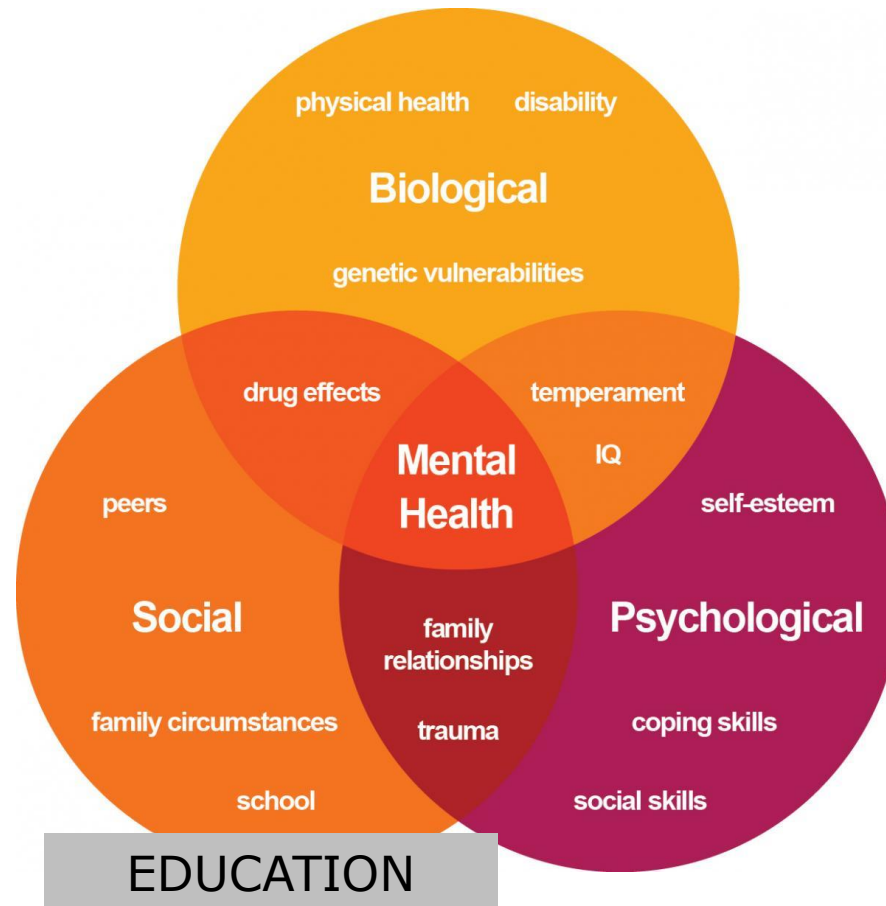 physical health disability
Biological
genetic vulnerabilities
drug effects temperament
Mental
Health
IQ
peers
self-esteem
Social
Psychological
family
relationships
family circumstances
trauma
coping skills
school
social skills
EDUCATION